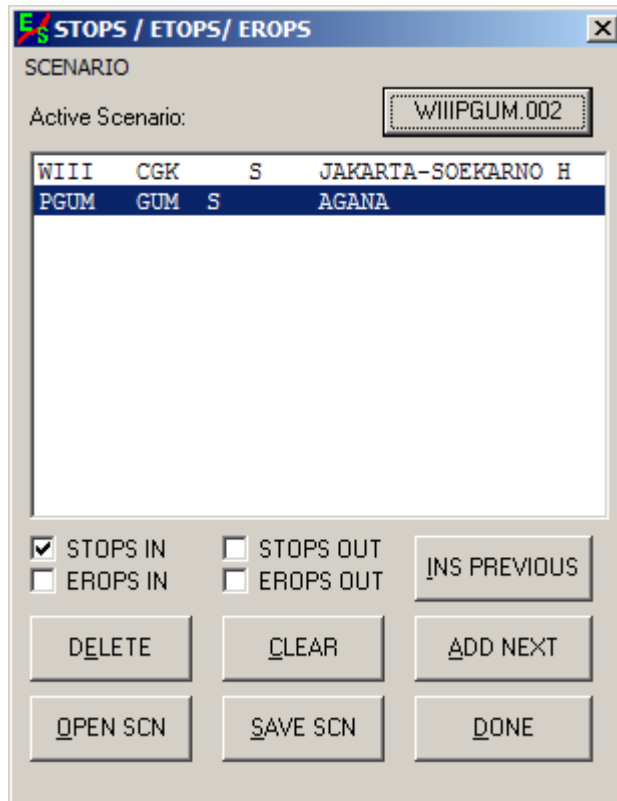 STOPS / ETOPS/ EROPS
SCENARIO
Active Scenario:
WIIIPGUM.002
WIII CGK S JAKARTA-SOEKARNO H
PGUM GUM S AGANA
STOPS IN
STOPS OUT
EROPS IN
EROPS OUT
INS PREVIOUS
DELETE
CLEAR
ADD NEXT
OPEN SCN
SAVE SCN
DONE